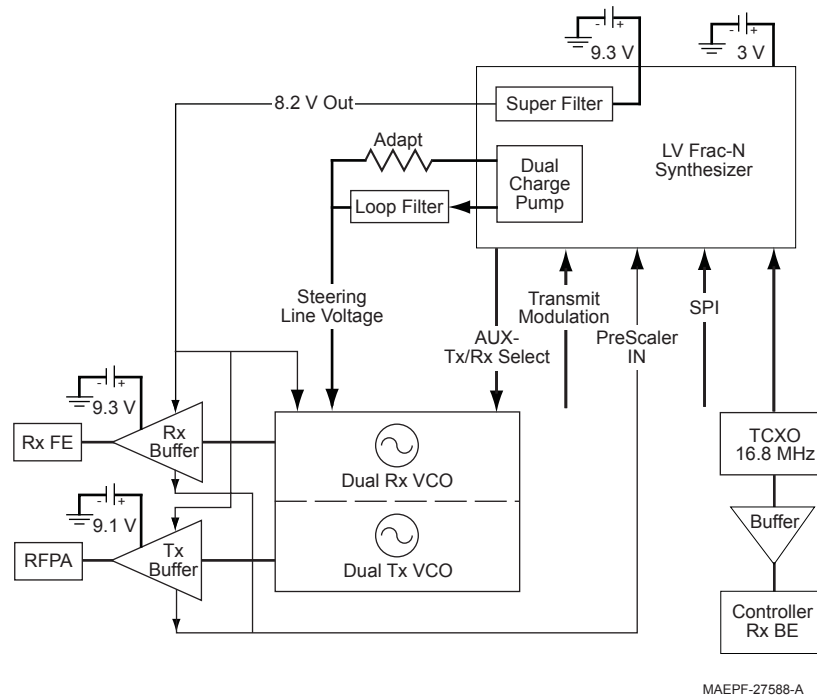 - +
9.3 V
- +
3 V
8.2 V Out
Super Filter
LV Frac-N
Synthesizer
Adapt
Dual
Charge
Pump
Loop Filter
Steering
Line Voltage
AUX-
Tx/Rx Select
Transmit
Modulation
PreScaler
IN
SPI
- +
9.3 V
Rx FE
Rx
Buffer
Dual Rx VCO
TCXO
16.8 MHz
- +
9.1 V
RFPA
Tx
Buffer
Dual Tx VCO
Buffer
Controller
Rx BE
MAEPF-27588-A